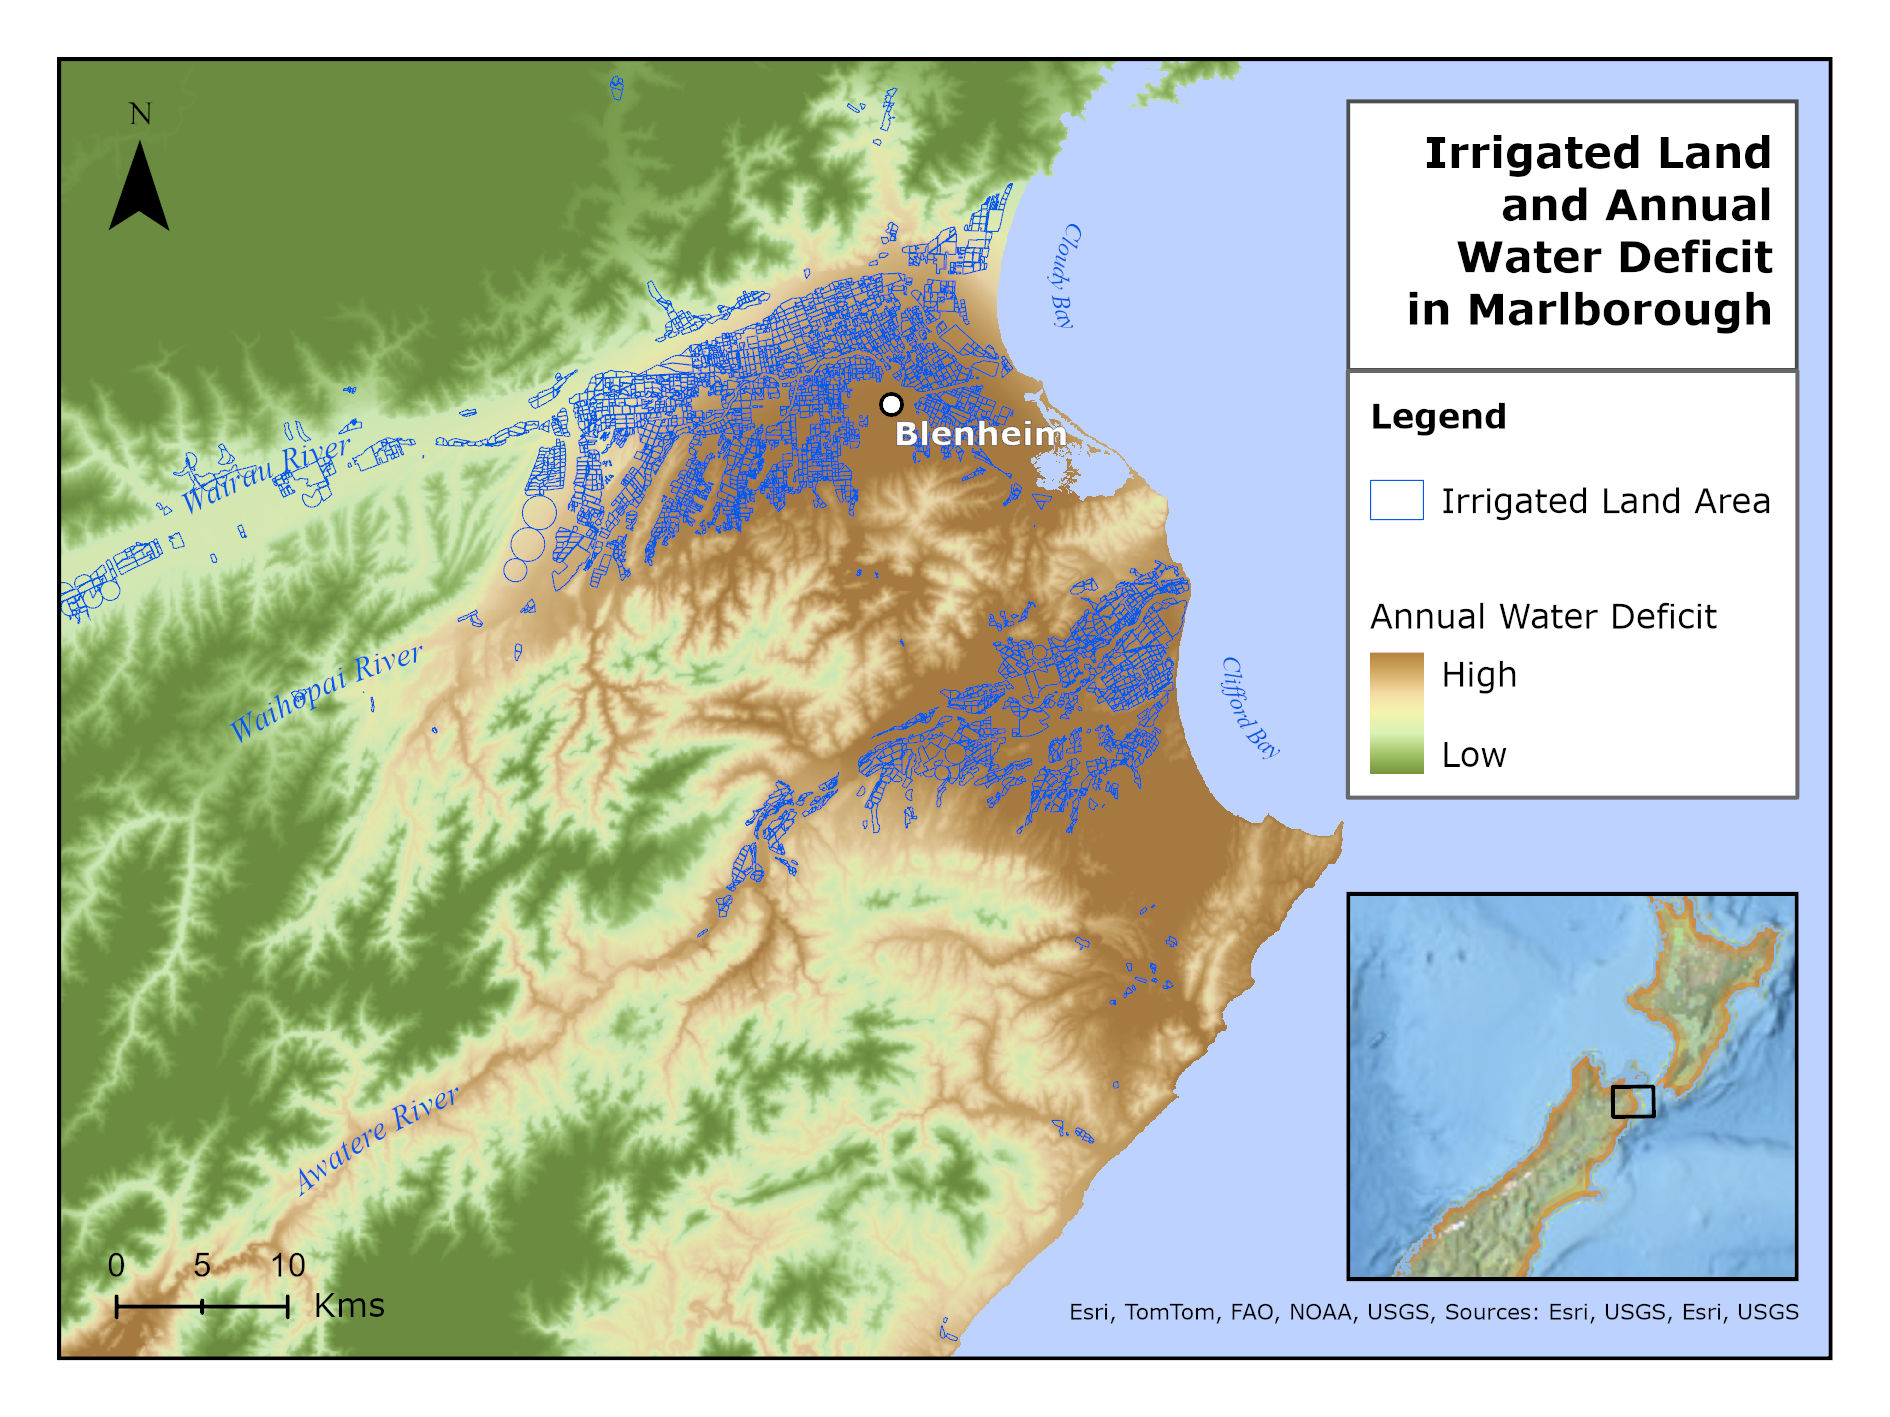 N
Irrigated Land
and Annual
Water Deficit
in Marlborough
Legend
Irrigated Land Area
Annual Water Deficit
High
Low
Cloudy Bay
Blenheim
Wairau River
Waihopai River
Clifford Bay
Awatere River
0 5 10
Kms
Esri, TomTom, FAO, NOAA, USGS, Sources: Esri, USGS, Esri, USGS